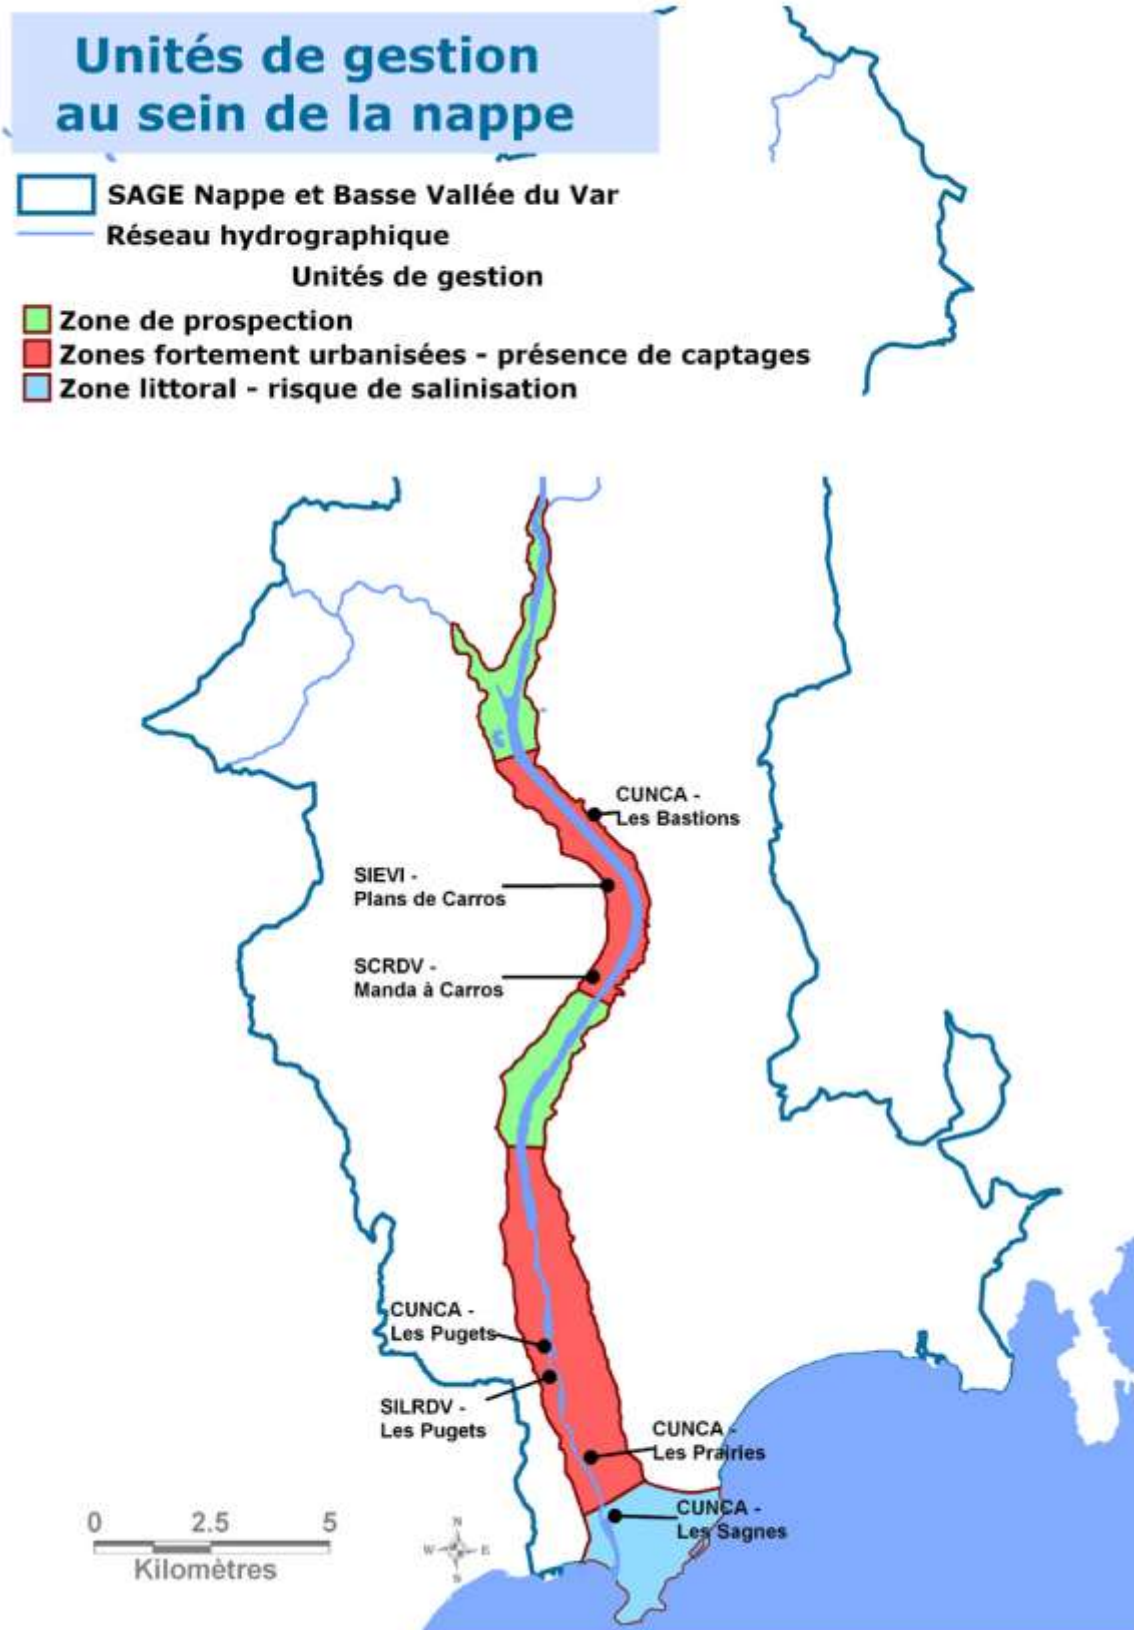 Unités de gestion
au sein de la nappe
SAGE Nappe et Basse Vallée du Var
Réseau hydrographique
Unités de gestion
Zone de prospection
Zones fortement urbanisées - présence de captages
Zone littoral - risque de salinisation
CUNCA -
Les Bastions
SIEVI -
Plans de Carros
SCRDV -
Manda à Carros
CUNCA -
Les Pugets
SILRDV -
Les Pugets
CUNCA -
Les Prairies
CUNCA -
Les Sagnes
0 2.5 5
Kilomètres
N
W E
S